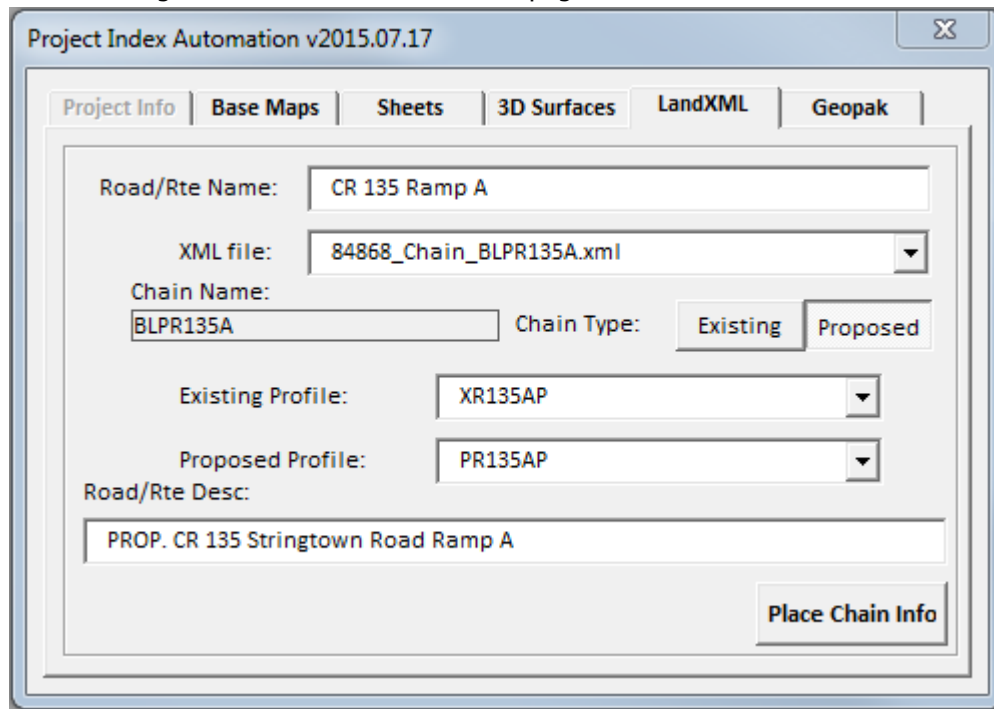 Project Index Automation v2015.07.17
Project Info Base Maps Sheets 3D Surfaces LandXML Geopak
Road/Rte Name: CR 135 Ramp A
XML file: 84868_Chain_BLPR135A.xml
Chain Name:
BLPR135A Chain Type: Existing Proposed
Existing Profile: XR135AP
Proposed Profile: PR135AP
Road/Rte Desc:
PROP. CR 135 Stringtown Road Ramp A
Place Chain Info